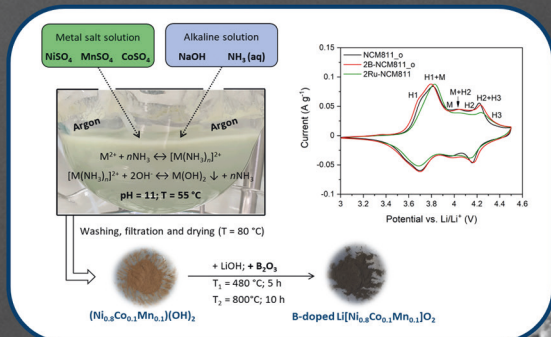 Metal salt solution
NiSO₄ MnSO₄ CoSO₄
Alkaline solution
NaOH NH₃ (aq)
Argon
Argon
M²⁺ + nNH₃ ↔ [M(NH₃)ₙ]²⁺
[M(NH₃)ₙ]²⁺ + 2OH⁻ ↔ M(OH)₂ ↓ + nNH₃
pH = 11; T = 55 °C
Washing, filtration and drying (T = 80 °C)
+ LiOH; + B₂O₃
T₁ = 480 °C; 5 h
T₂ = 800°C; 10 h
(Ni₀.₈Co₀.₁Mn₀.₁)(OH)₂
B-doped Li[Ni₀.₈Co₀.₁Mn₀.₁]O₂
NCM811_o
2B-NCM811_o
2Ru-NCM811
H1+M
H1
M+H2
M
H2+H3
H2
H3
Current (A g⁻¹)
0.15
0.10
0.05
0.00
-0.05
-0.10
3 3.2 3.4 3.6 3.8 4 4.2 4.4 4.6
Potential vs. Li/Li⁺ (V)